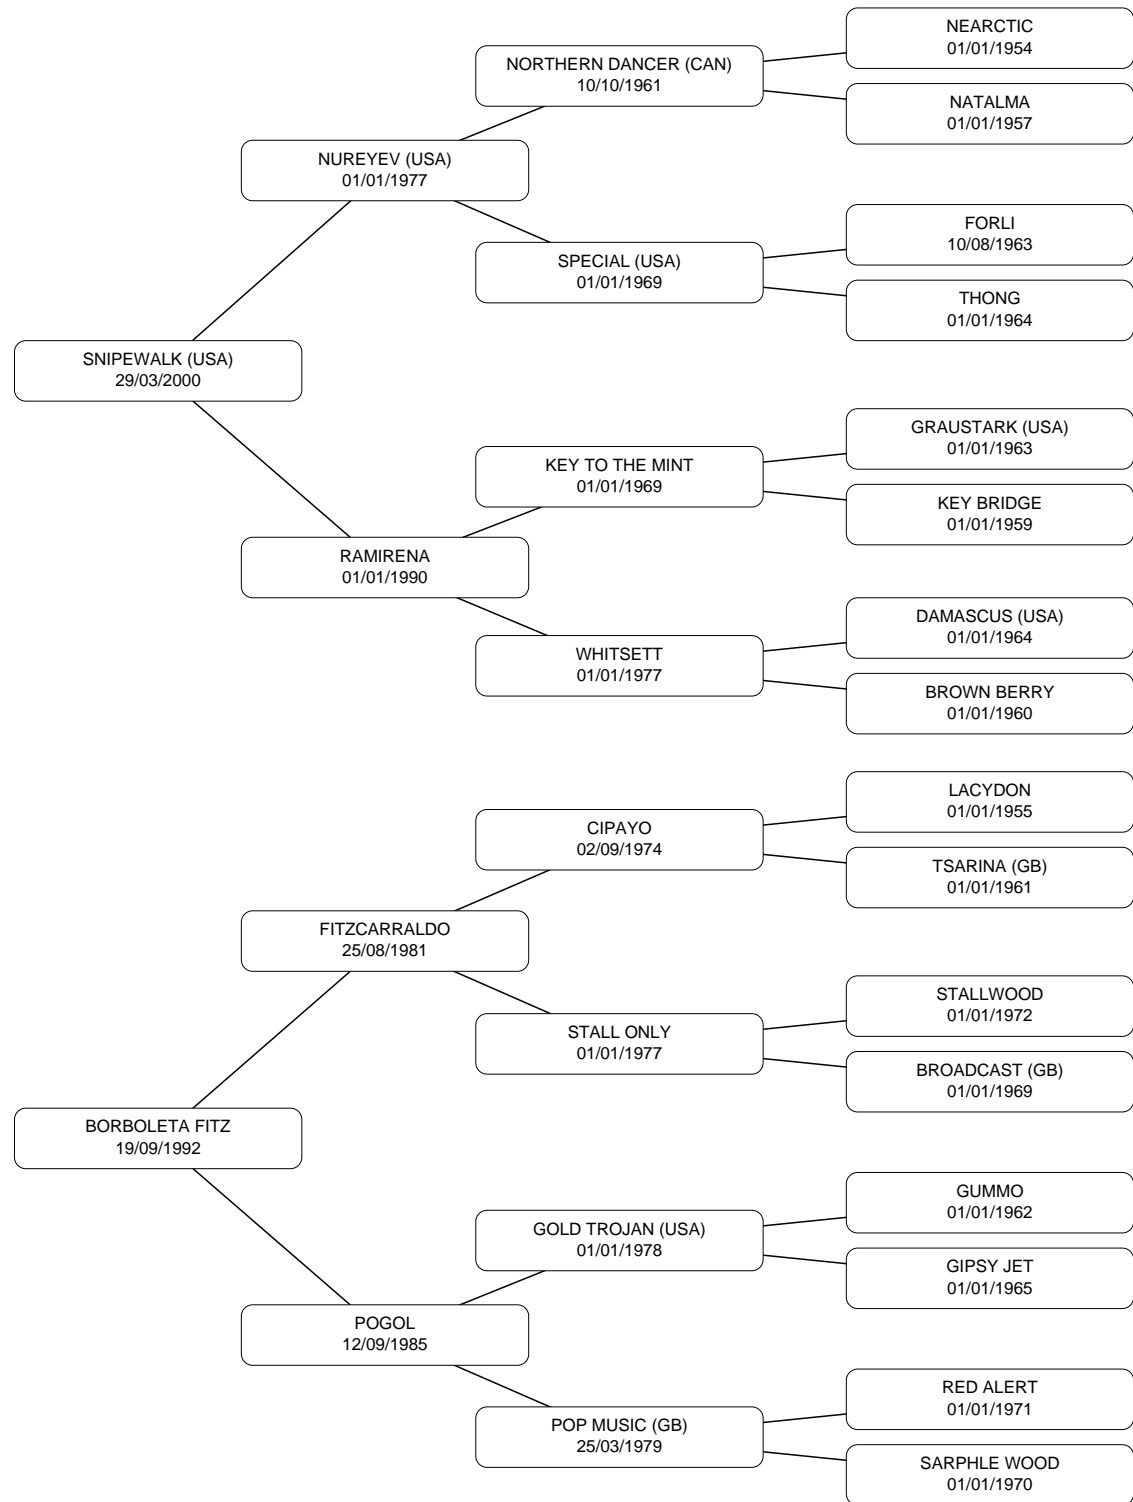 NEARCTIC
01/01/1954
NORTHERN DANCER (CAN)
10/10/1961
NATALMA
01/01/1957
NUREYEV (USA)
01/01/1977
FORLI
10/08/1963
SPECIAL (USA)
01/01/1969
THONG
01/01/1964
SNIPEWALK (USA)
29/03/2000
GRAUSTARK (USA)
01/01/1963
KEY TO THE MINT
01/01/1969
KEY BRIDGE
01/01/1959
RAMIRENA
01/01/1990
DAMASCUS (USA)
01/01/1964
WHITSETT
01/01/1977
BROWN BERRY
01/01/1960
LACYDON
01/01/1955
CIPAYO
02/09/1974
TSARINA (GB)
01/01/1961
FITZCARRALDO
25/08/1981
STALLWOOD
01/01/1972
STALL ONLY
01/01/1977
BROADCAST (GB)
01/01/1969
BORBOLETA FITZ
19/09/1992
GUMMO
01/01/1962
GOLD TROJAN (USA)
01/01/1978
GIPSY JET
01/01/1965
POGOL
12/09/1985
RED ALERT
01/01/1971
POP MUSIC (GB)
25/03/1979
SARPHLE WOOD
01/01/1970